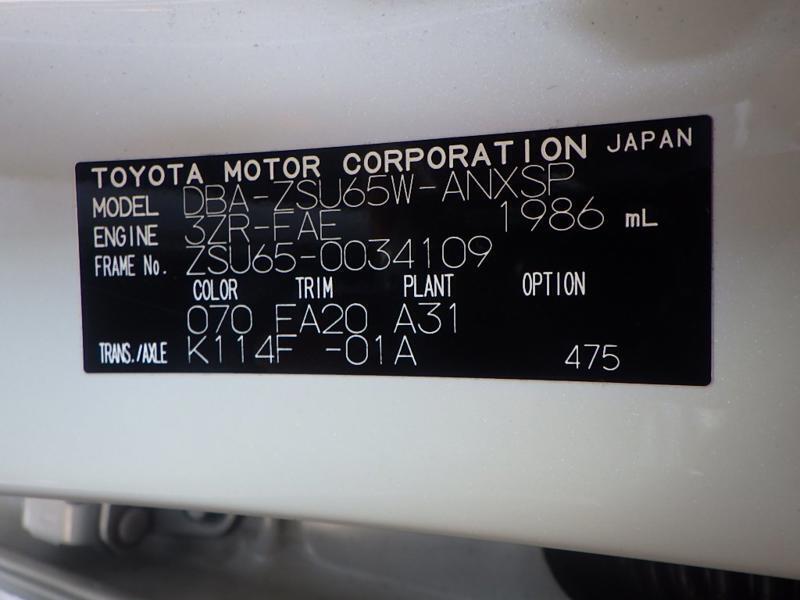 TOYOTA MOTOR CORPORATION JAPAN
MODEL DBA-ZSU65W-ANXSP
ENGINE 3ZR-FAE 1986 mL
FRAME No. ZSU65-0034109
COLOR TRIM PLANT OPTION
070 FA20 A31
TRANS./AXLE K114F -01A 475